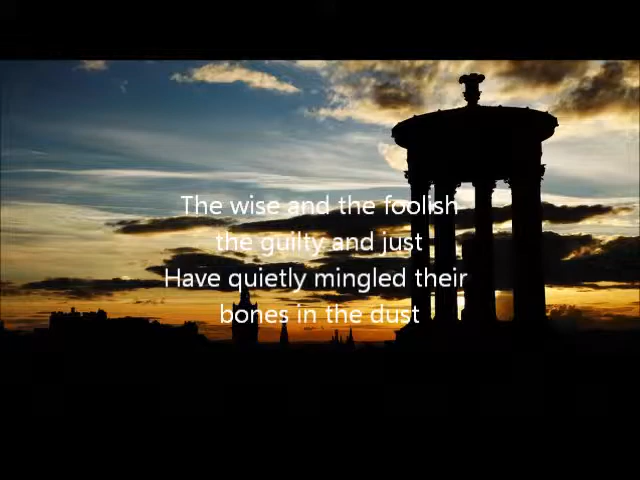 The wise and the foolish
the guilty and just
Have quietly mingled their
bones in the dust